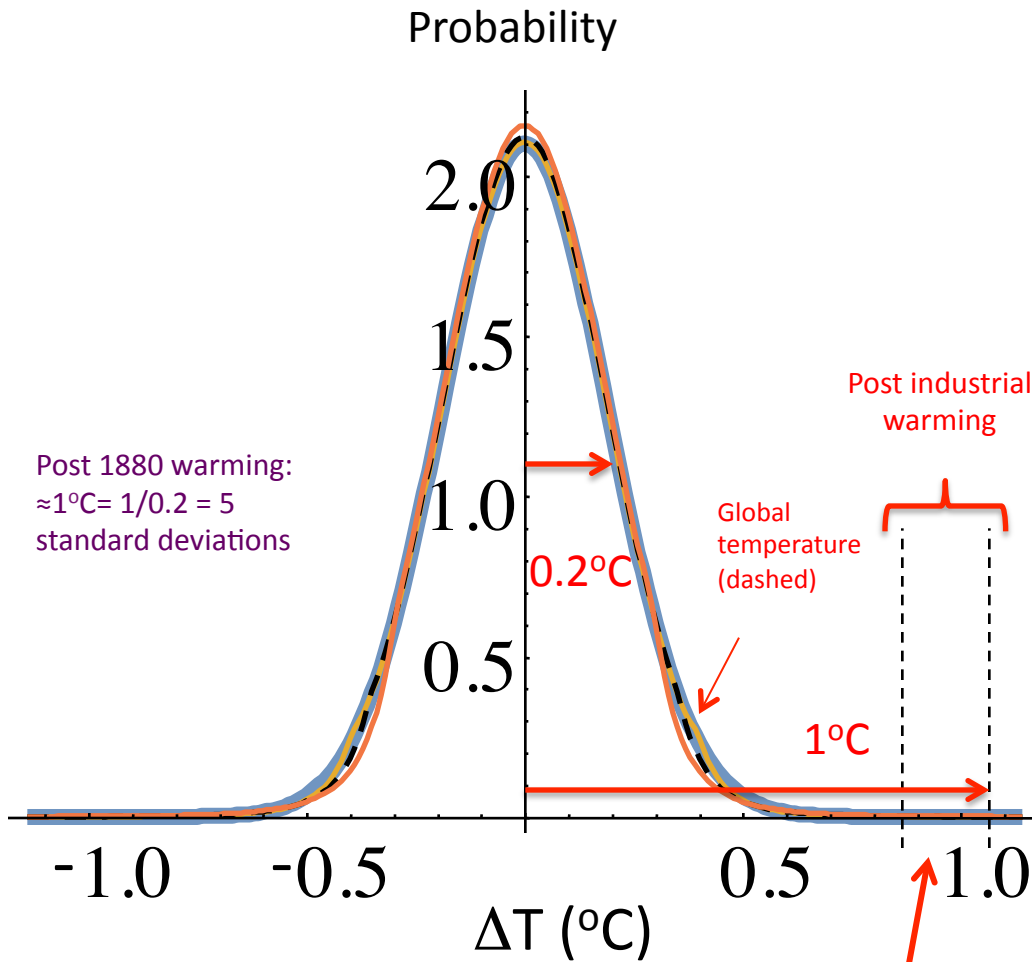 Probability
2.0
1.5
Post industrial
warming
Post 1880 warming:
≈1°C= 1/0.2 = 5
standard deviations
1.0
Global
temperature
(dashed)
0.2°C
0.5
1°C
-1.0
-0.5
0.5
1.0
ΔT (°C)